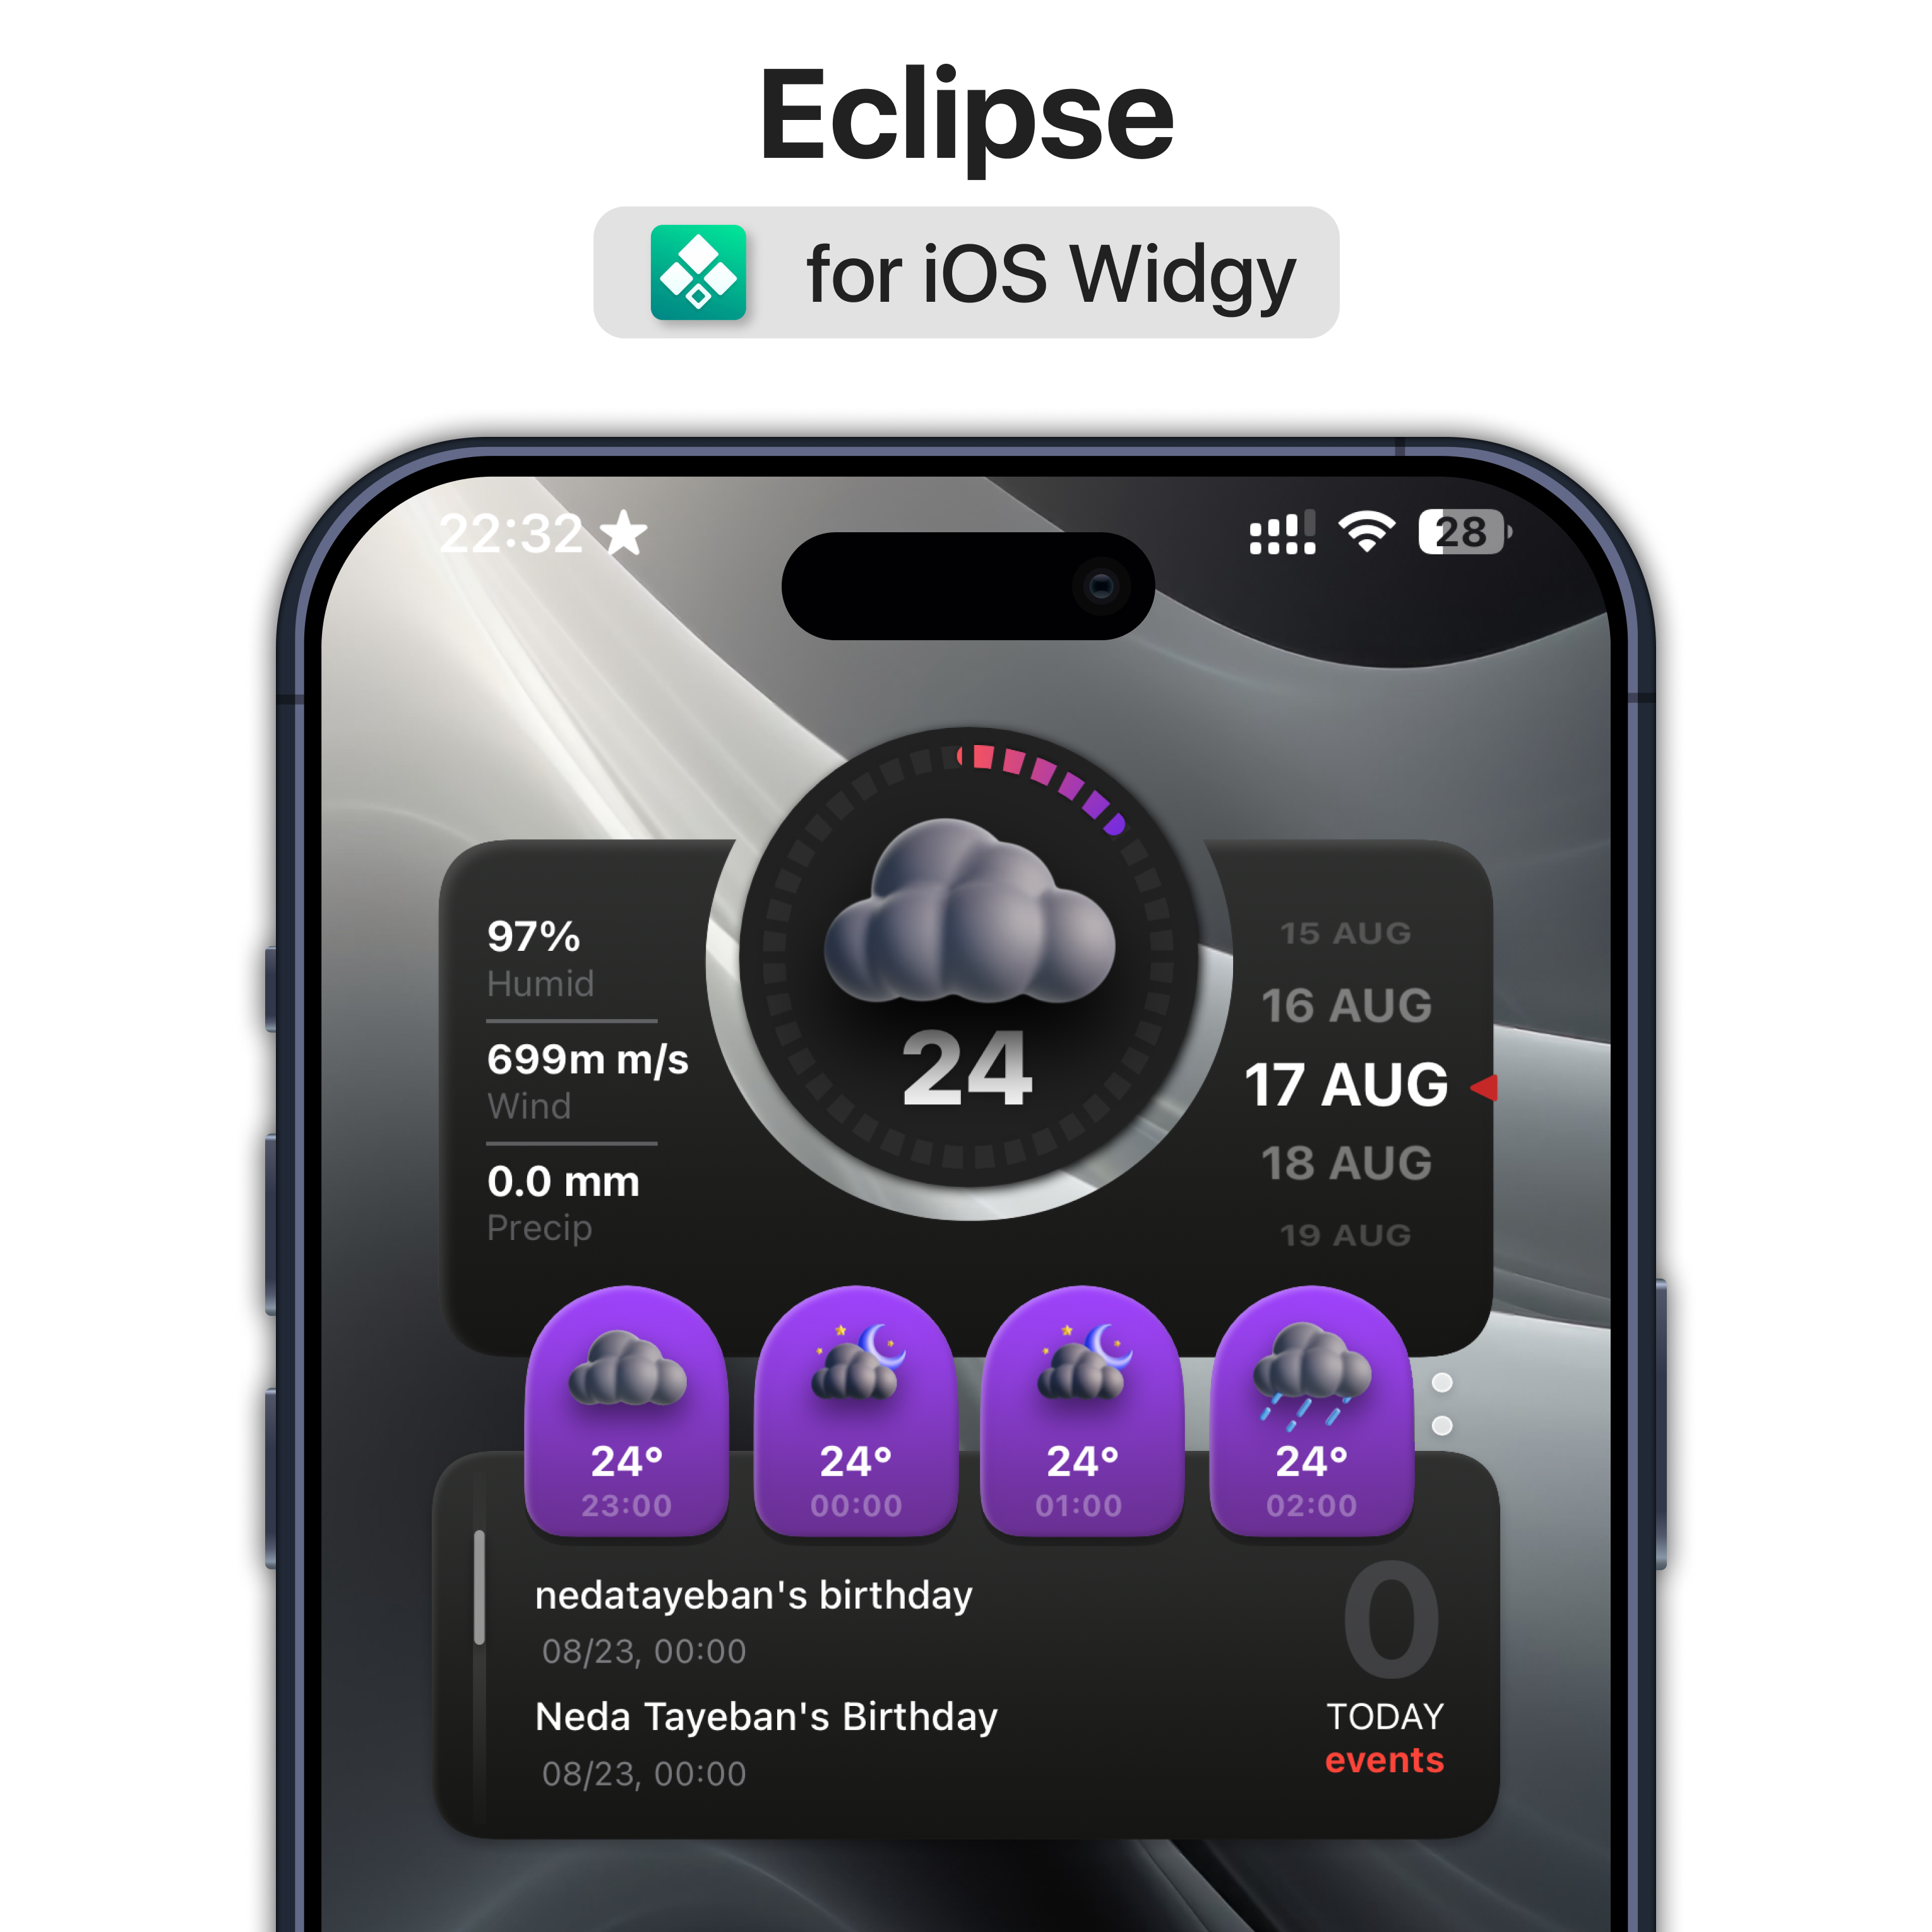 Eclipse
for iOS Widgy
22:32
28
97%
Humid
699m m/s
Wind
0.0 mm
Precip
24
15 AUG
16 AUG
17 AUG
18 AUG
19 AUG
24° 24° 24° 24°
23:00 00:00 01:00 02:00
nedatayeban's birthday
08/23, 00:00
Neda Tayeban's Birthday
08/23, 00:00
0
TODAY
events